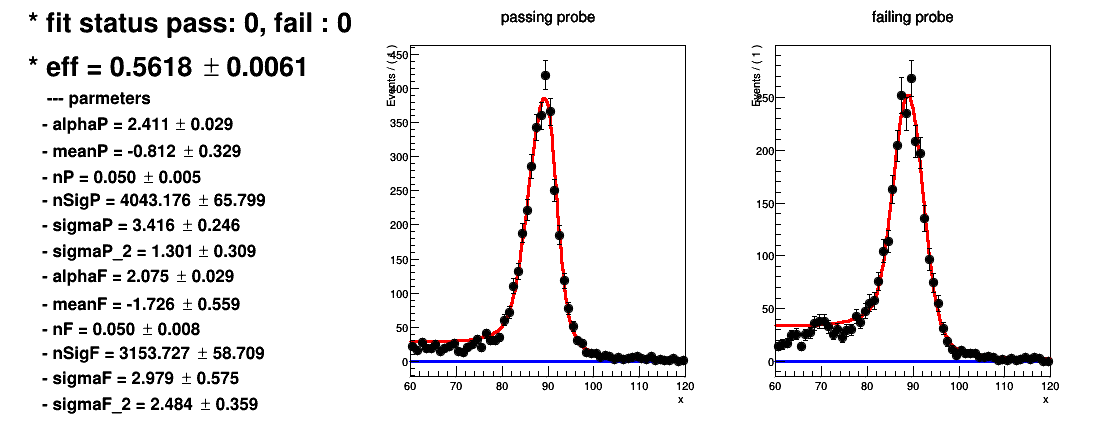 * fit status pass: 0, fail : 0
* eff = 0.5618 ± 0.0061
--- parmeters
- alphaP = 2.411 ± 0.029
- meanP = -0.812 ± 0.329
- nP = 0.050 ± 0.005
- nSigP = 4043.176 ± 65.799
- sigmaP = 3.416 ± 0.246
- sigmaP_2 = 1.301 ± 0.309
- alphaF = 2.075 ± 0.029
- meanF = -1.726 ± 0.559
- nF = 0.050 ± 0.008
- nSigF = 3153.727 ± 58.709
- sigmaF = 2.979 ± 0.575
- sigmaF_2 = 2.484 ± 0.359
passing probe
Events / ( 1 )
450
400
350
300
250
200
150
100
50
0
60 70 80 90 100 110 120
x
failing probe
Events / ( 1 )
250
200
150
100
50
0
60 70 80 90 100 110 120
x